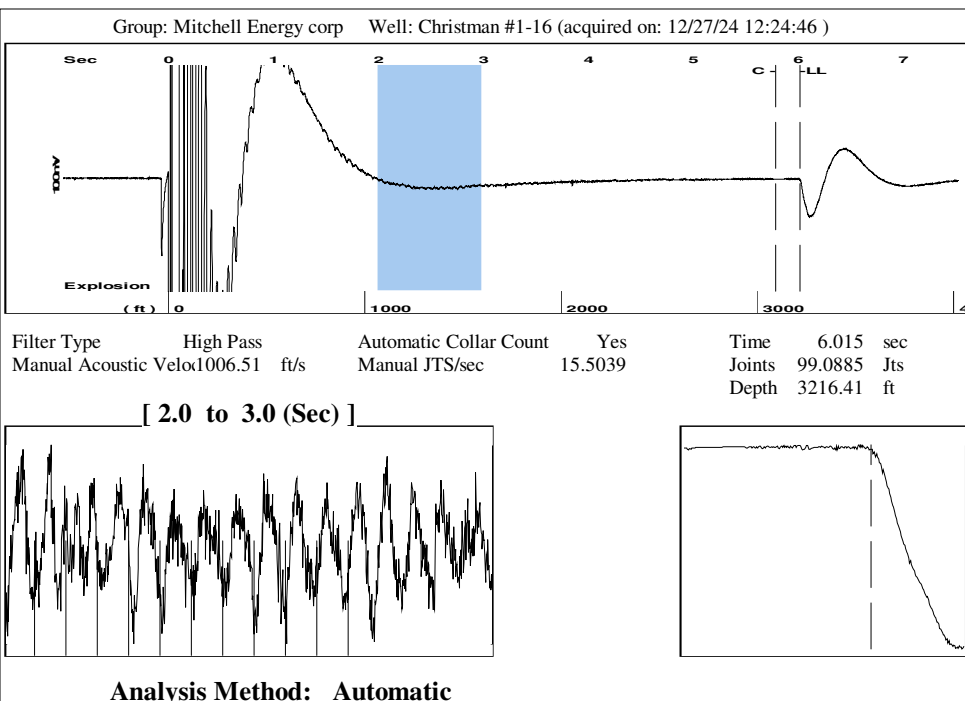 Group: Mitchell Energy corp Well: Christman #1-16 (acquired on: 12/27/24 12:24:46 )
Sec 0 1 2 3 4 5 6 7
C LL
100mV
Explosion
( ft ) 0 1000 2000 3000 4
Filter Type High Pass Automatic Collar Count Yes Time 6.015 sec
Manual Acoustic Veloc 1006.51 ft/s Manual JTS/sec 15.5039 Joints 99.0885 Jts
Depth 3216.41 ft
[ 2.0 to 3.0 (Sec) ]
Analysis Method: Automatic